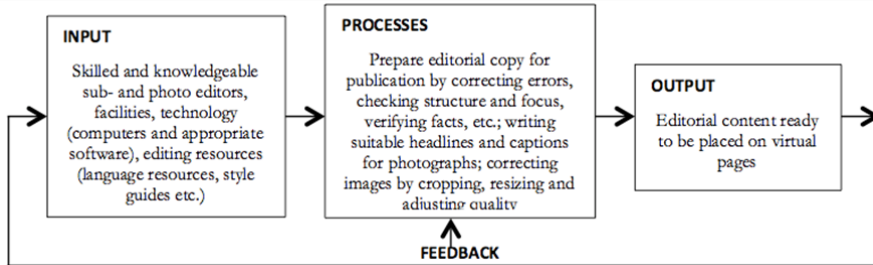 INPUT
Skilled and knowledgeable
sub- and photo editors,
facilities, technology
(computers and appropriate
software), editing resources
(language resources, style
guides etc.)
PROCESSES
Prepare editorial copy for
publication by correcting errors,
checking structure and focus,
verifying facts, etc.; writing
suitable headlines and captions
for photographs; correcting
images by cropping, resizing and
adjusting quality
OUTPUT
Editorial content ready
to be placed on virtual
pages
FEEDBACK